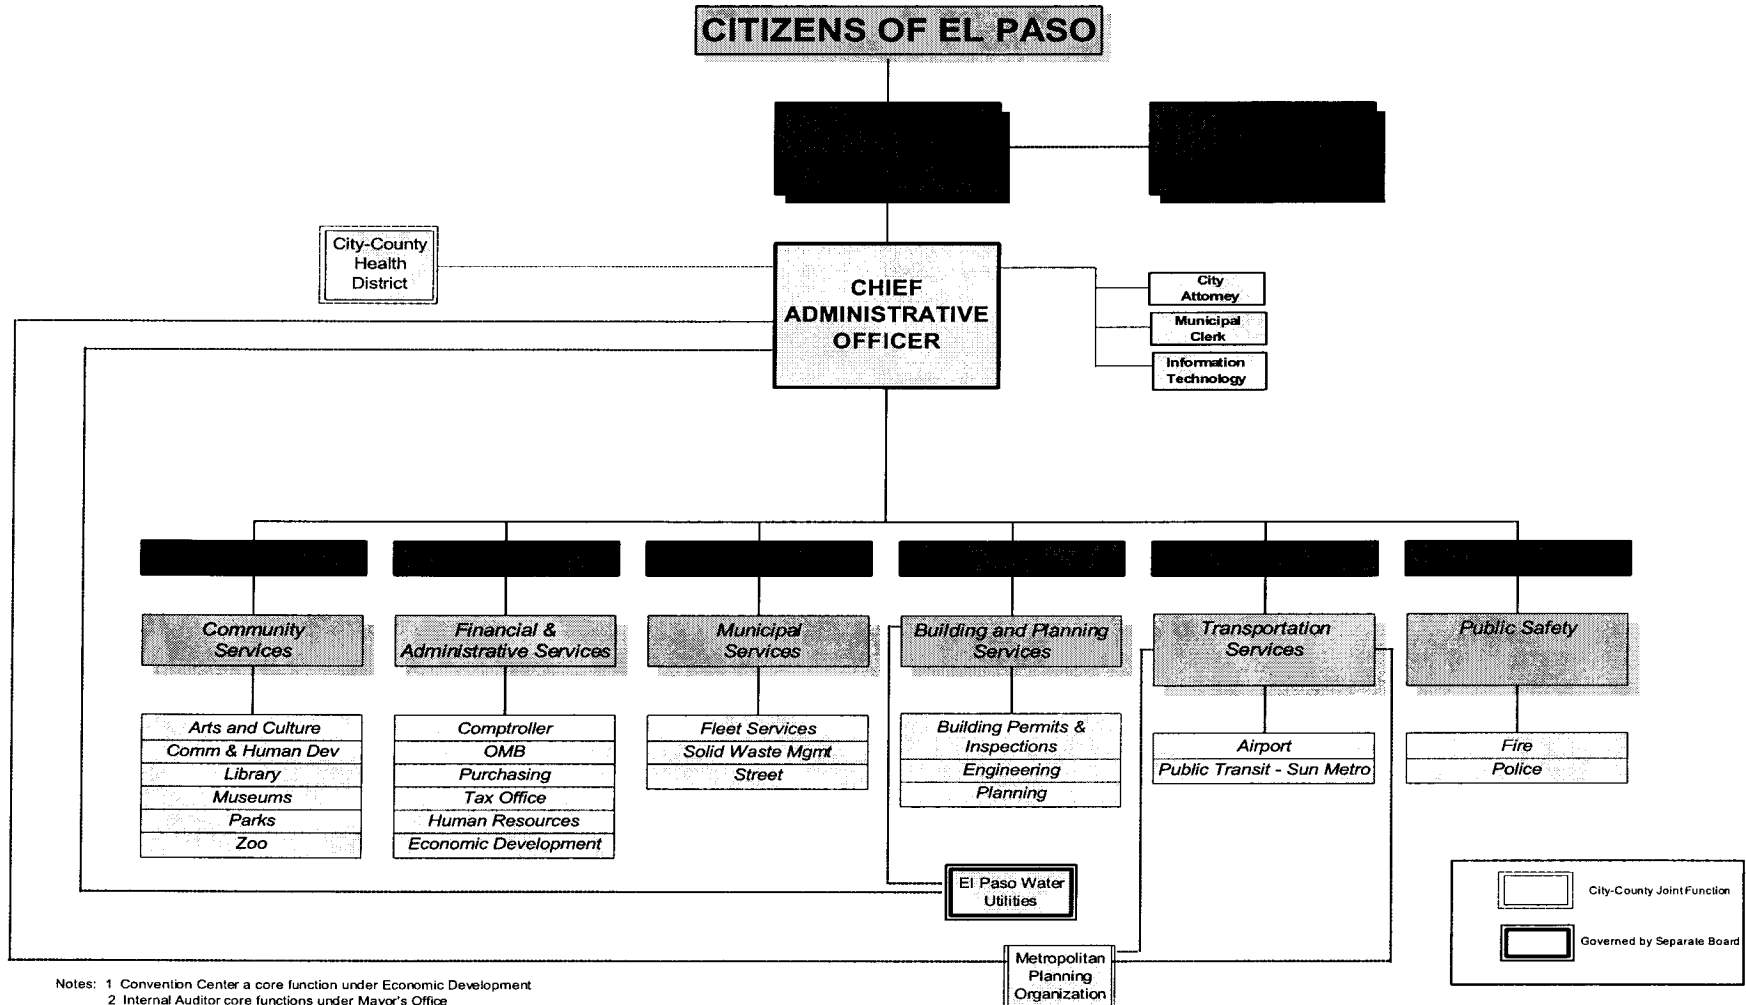 CITIZENS OF EL PASO
City-County
Health
District
CHIEF
ADMINISTRATIVE
OFFICER
City
Attorney
Municipal
Clerk
Information
Technology
Community
Services
Financial &
Administrative Services
Municipal
Services
Building and Planning
Services
Transportation
Services
Public Safety
Arts and Culture
Comm & Human Dev
Library
Museums
Parks
Zoo
Comptroller
OMB
Purchasing
Tax Office
Human Resources
Economic Development
Fleet Services
Solid Waste Mgmt
Street
Building Permits &
Inspections
Engineering
Planning
Airport
Public Transit - Sun Metro
Fire
Police
El Paso Water
Utilities
Metropolitan
Planning
Organization
City-County Joint Function
Governed by Separate Board
Notes: 1 Convention Center a core function under Economic Development
2 Internal Auditor core functions under Mayor's Office